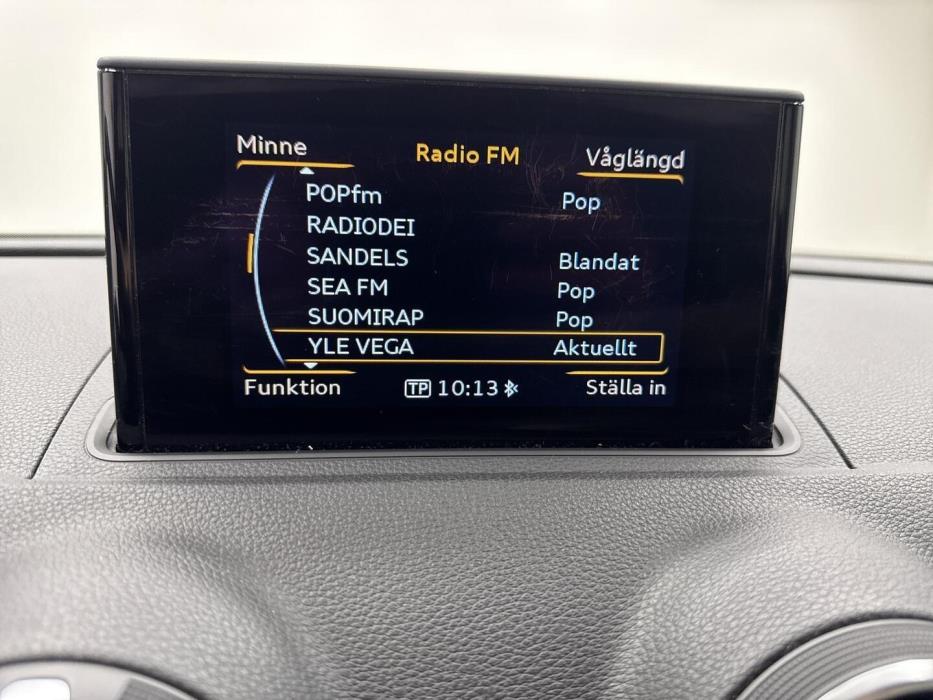 Minne Radio FM Våglängd
POPfm Pop
RADIODEI
SANDELS Blandat
SEA FM Pop
SUOMIRAP Pop
YLE VEGA Aktuellt
Funktion TP 10:13 Ställa in